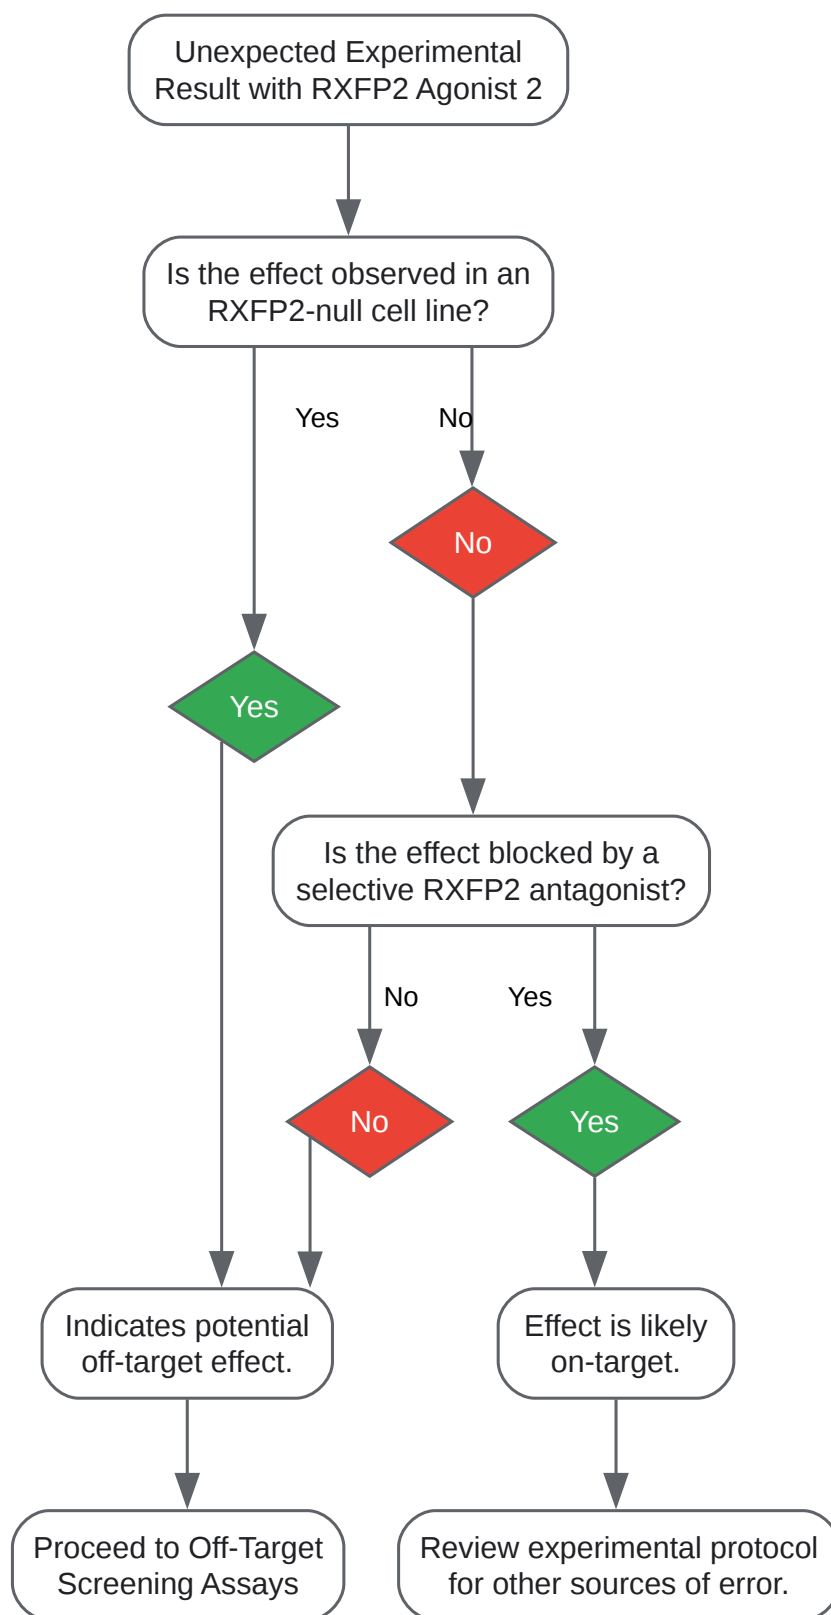 Unexpected Experimental
Result with RXFP2 Agonist 2
Is the effect observed in an
RXFP2-null cell line?
Yes
No
No
Yes
Is the effect blocked by a
selective RXFP2 antagonist?
No
Yes
No
Yes
Indicates potential
off-target effect.
Effect is likely
on-target.
Proceed to Off-Target
Screening Assays
Review experimental protocol
for other sources of error.